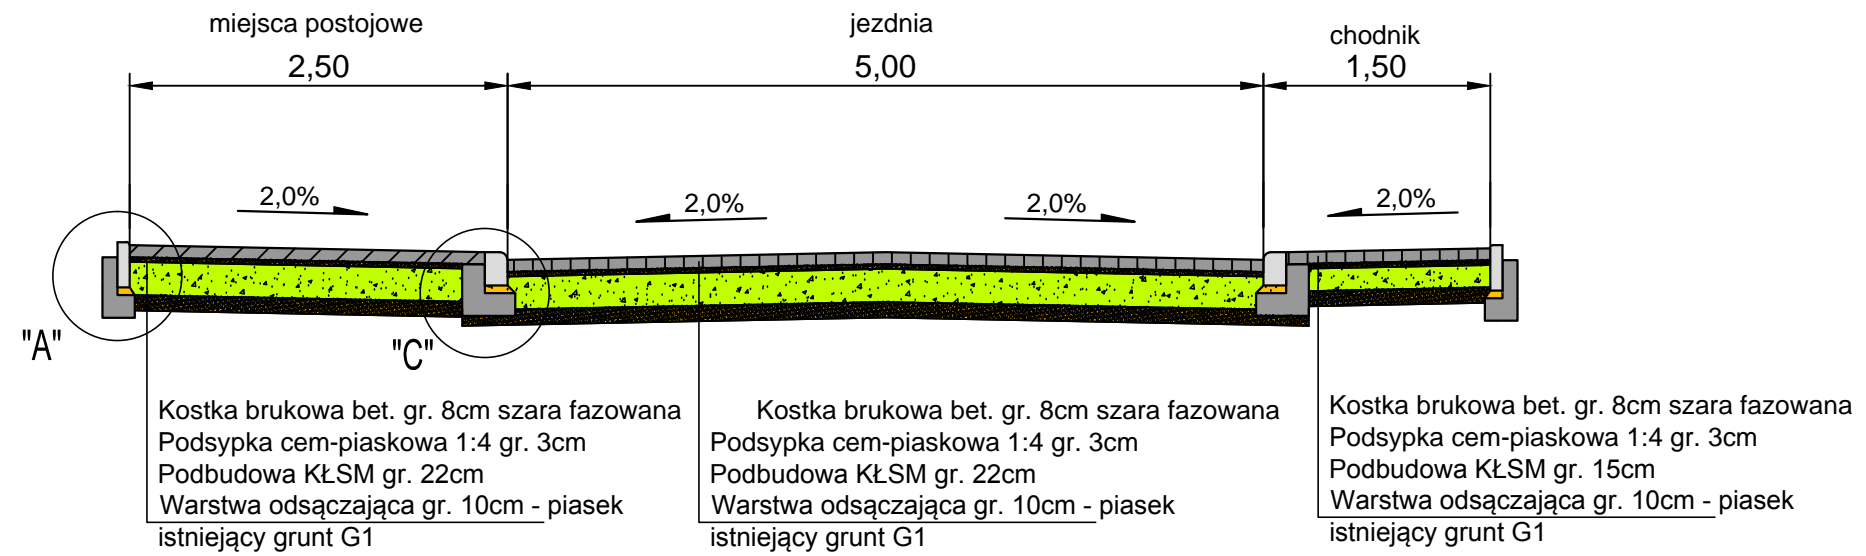 miejsca postojowe
2,50
jezdnia
5,00
chodnik
1,50
2,0%
2,0%
2,0%
2,0%
"A"
"C"
Kostka brukowa bet. gr. 8cm szara fazowana
Podsypka cem-piaskowa 1:4 gr. 3cm
Podbudowa KŁSM gr. 22cm
Warstwa odsączająca gr. 10cm - piasek
istniejący grunt G1
Kostka brukowa bet. gr. 8cm szara fazowana
Podsypka cem-piaskowa 1:4 gr. 3cm
Podbudowa KŁSM gr. 22cm
Warstwa odsączająca gr. 10cm - piasek
istniejący grunt G1
Kostka brukowa bet. gr. 8cm szara fazowana
Podsypka cem-piaskowa 1:4 gr. 3cm
Podbudowa KŁSM gr. 15cm
Warstwa odsączająca gr. 10cm - piasek
istniejący grunt G1